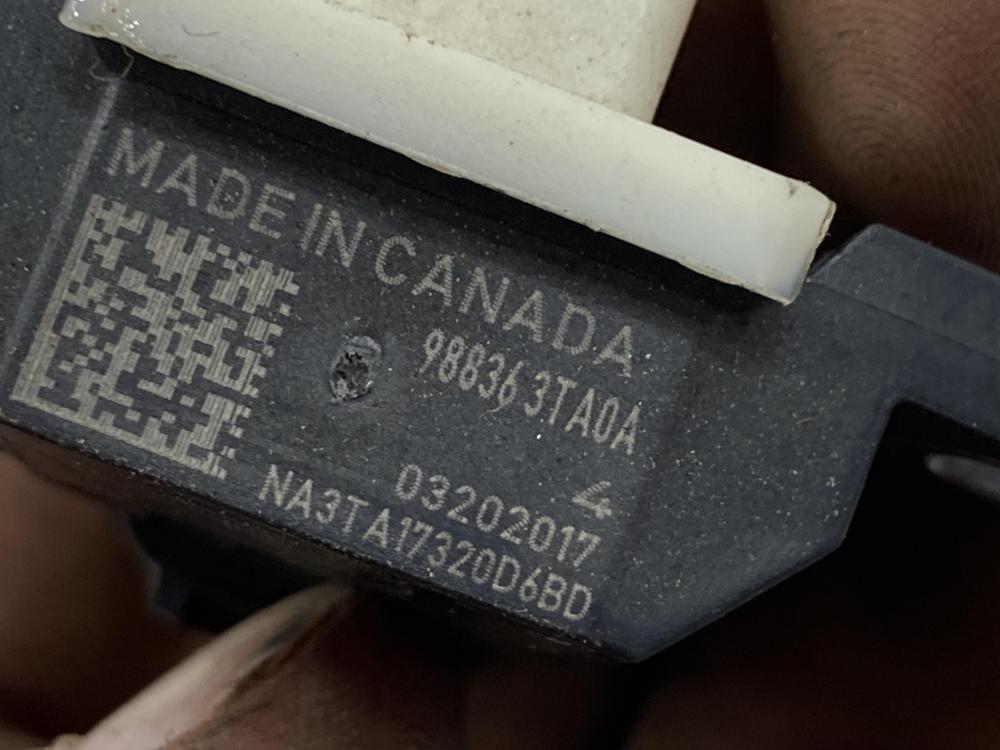 MADE IN CANADA
98836 3TA0A
4
03202017
NA3TA17320D6BD